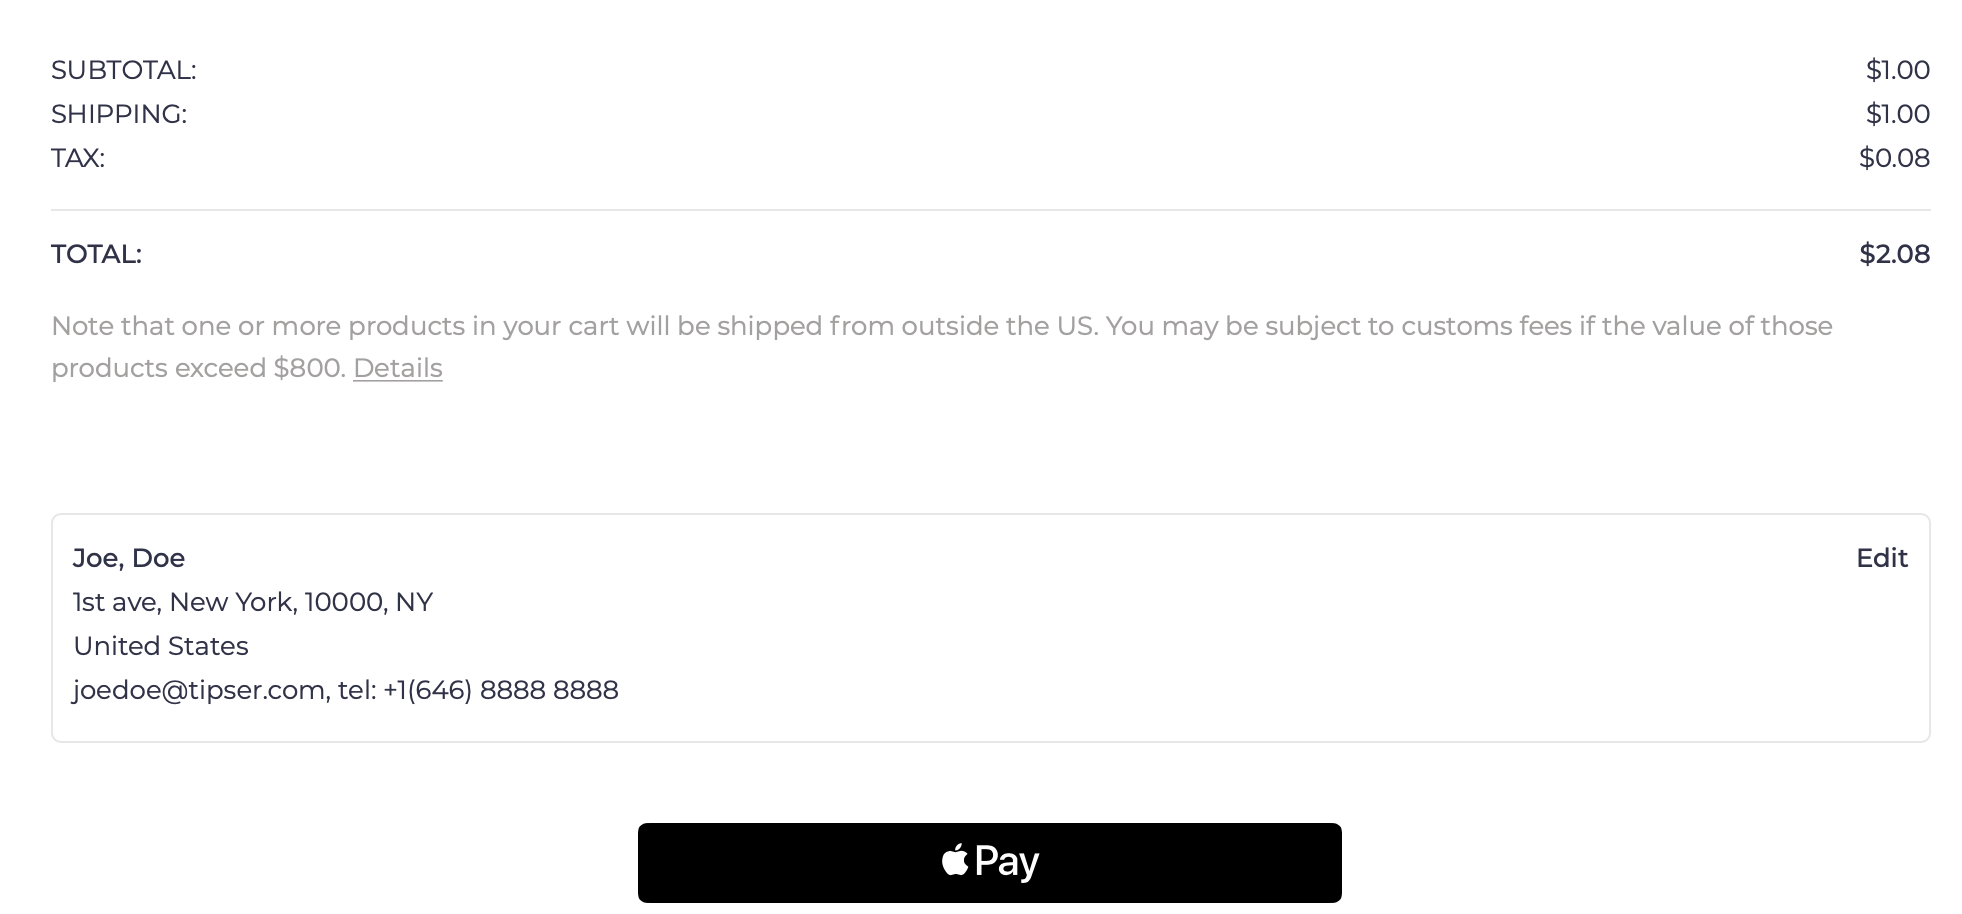 SUBTOTAL: $1.00
SHIPPING: $1.00
TAX: $0.08
TOTAL: $2.08
Note that one or more products in your cart will be shipped from outside the US. You may be subject to customs fees if the value of those
products exceed $800. Details
Joe, Doe Edit
1st ave, New York, 10000, NY
United States
joedoe@tipser.com, tel: +1(646) 8888 8888
Pay